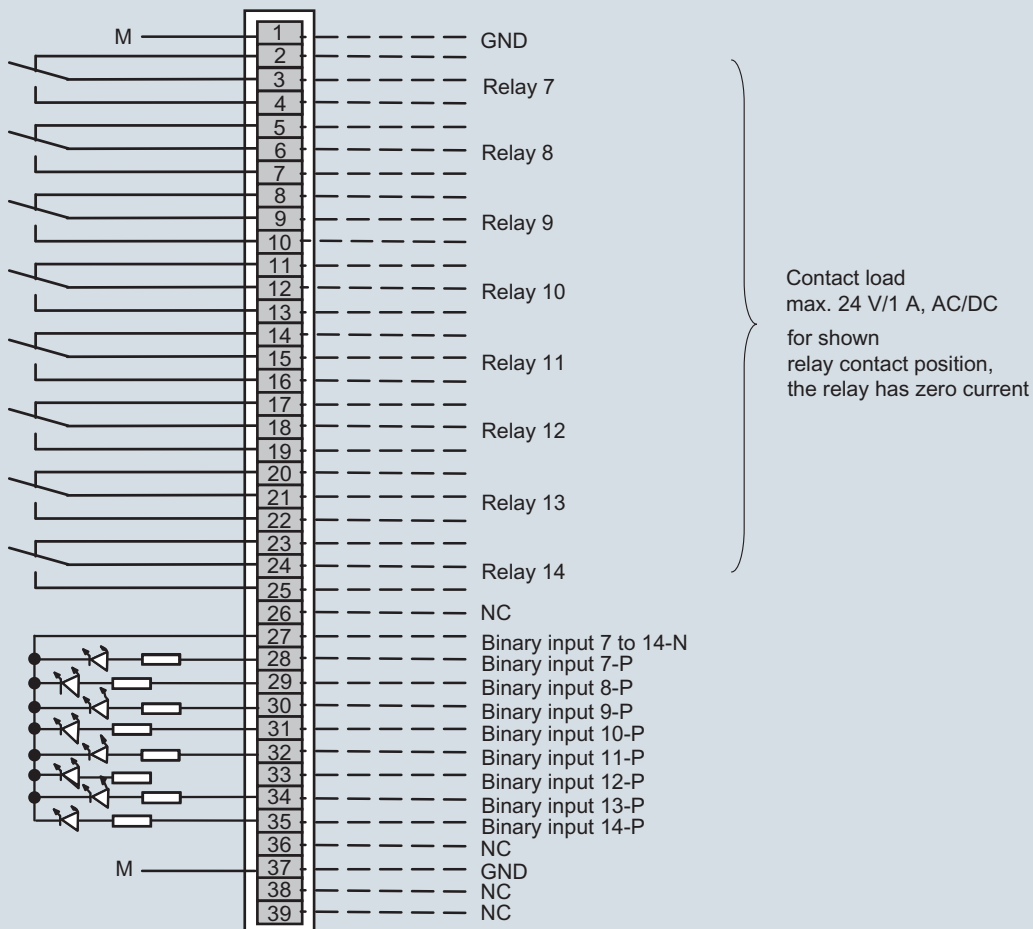 M 1 GND
2
3 Relay 7
4
5
6 Relay 8
7
8
9 Relay 9
10
11
12 Relay 10
13
14
15 Relay 11
16
17
18 Relay 12
19
20
21 Relay 13
22
23
24 Relay 14
25
26 NC
27 Binary input 7 to 14-N
28 Binary input 7-P
29 Binary input 8-P
30 Binary input 9-P
31 Binary input 10-P
32 Binary input 11-P
33 Binary input 12-P
34 Binary input 13-P
35 Binary input 14-P
36 NC
M 37 GND
38 NC
39 NC
Contact load
max. 24 V/1 A, AC/DC
for shown
relay contact position,
the relay has zero current